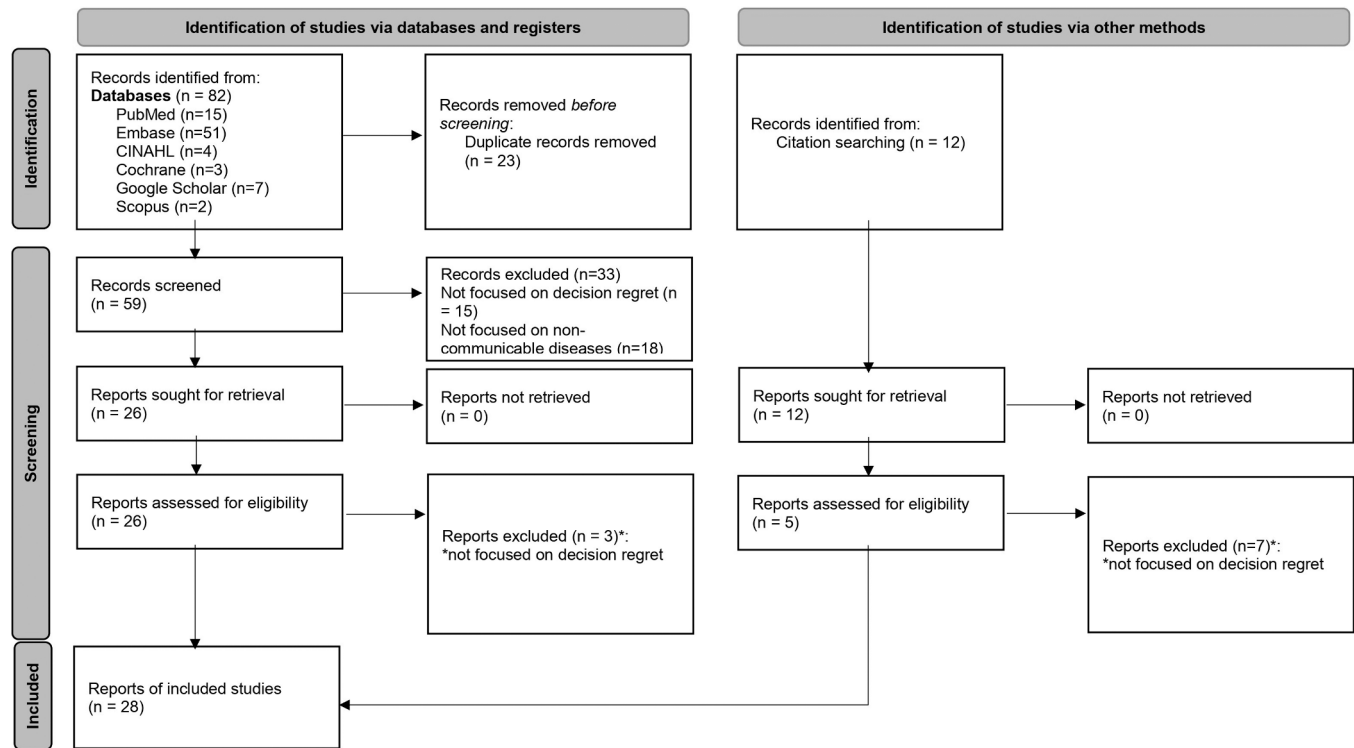 Identification of studies via databases and registers
Identification of studies via other methods
Identification
Records identified from:
Databases (n = 82)
PubMed (n=15)
Embase (n=51)
CINAHL (n=4)
Cochrane (n=3)
Google Scholar (n=7)
Scopus (n=2)
Records removed before
screening:
Duplicate records removed
(n = 23)
Records identified from:
Citation searching (n = 12)
Screening
Records screened
(n = 59)
Records excluded (n=33)
Not focused on decision regret (n
= 15)
Not focused on non-
communicable diseases (n=18)
Reports sought for retrieval
(n = 26)
Reports not retrieved
(n = 0)
Reports sought for retrieval
(n = 12)
Reports not retrieved
(n = 0)
Reports assessed for eligibility
(n = 26)
Reports excluded (n = 3)*:
*not focused on decision regret
Reports assessed for eligibility
(n = 5)
Reports excluded (n=7)*:
*not focused on decision regret
Included
Reports of included studies
(n = 28)